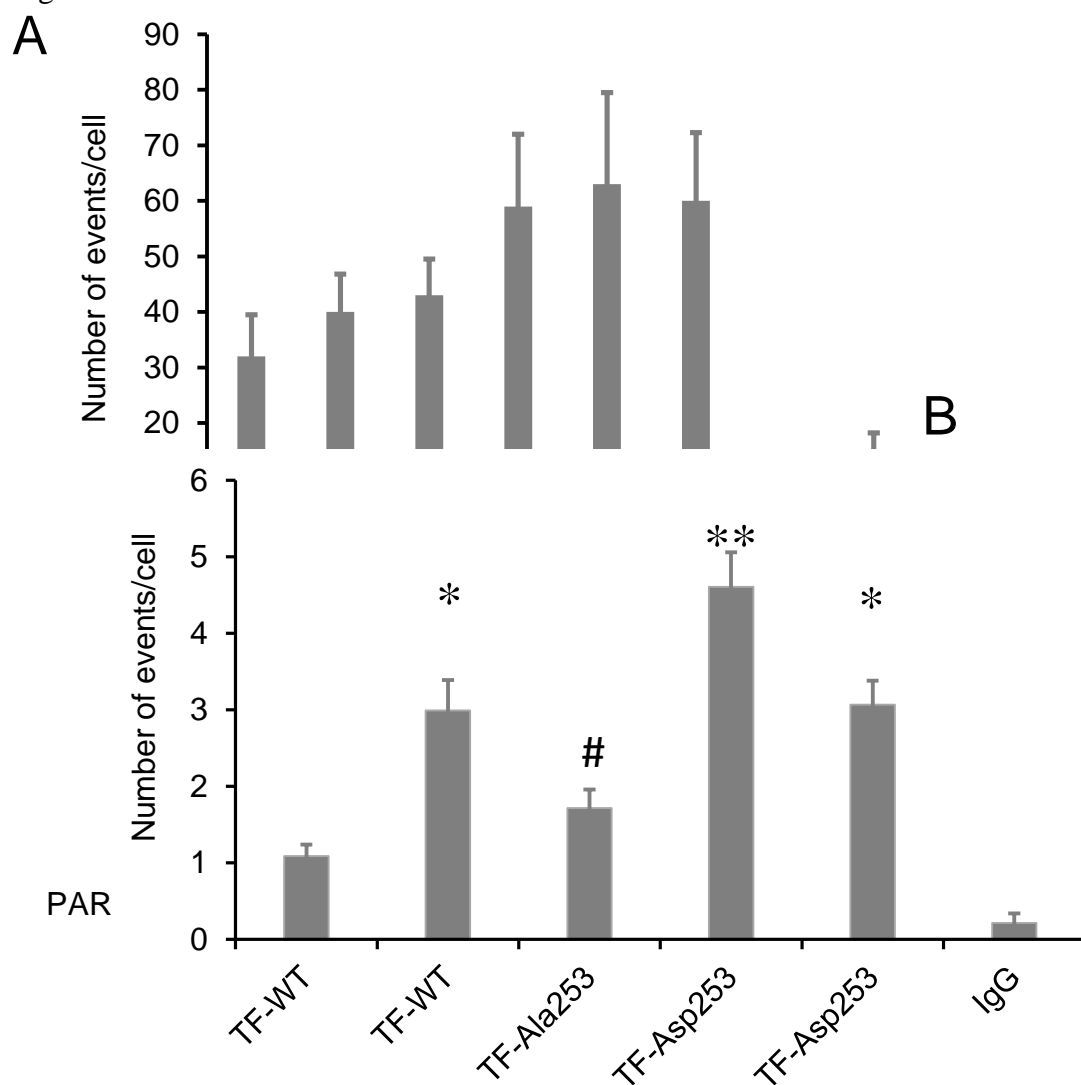 A
90
80
70
60
50
40
30
20
Number of events/cell
B
6
5
4
3
2
1
0
Number of events/cell
*
#
**
*
PAR
TF-WT
TF-WT
TF-Ala253
TF-Asp253
TF-Asp253
IgG